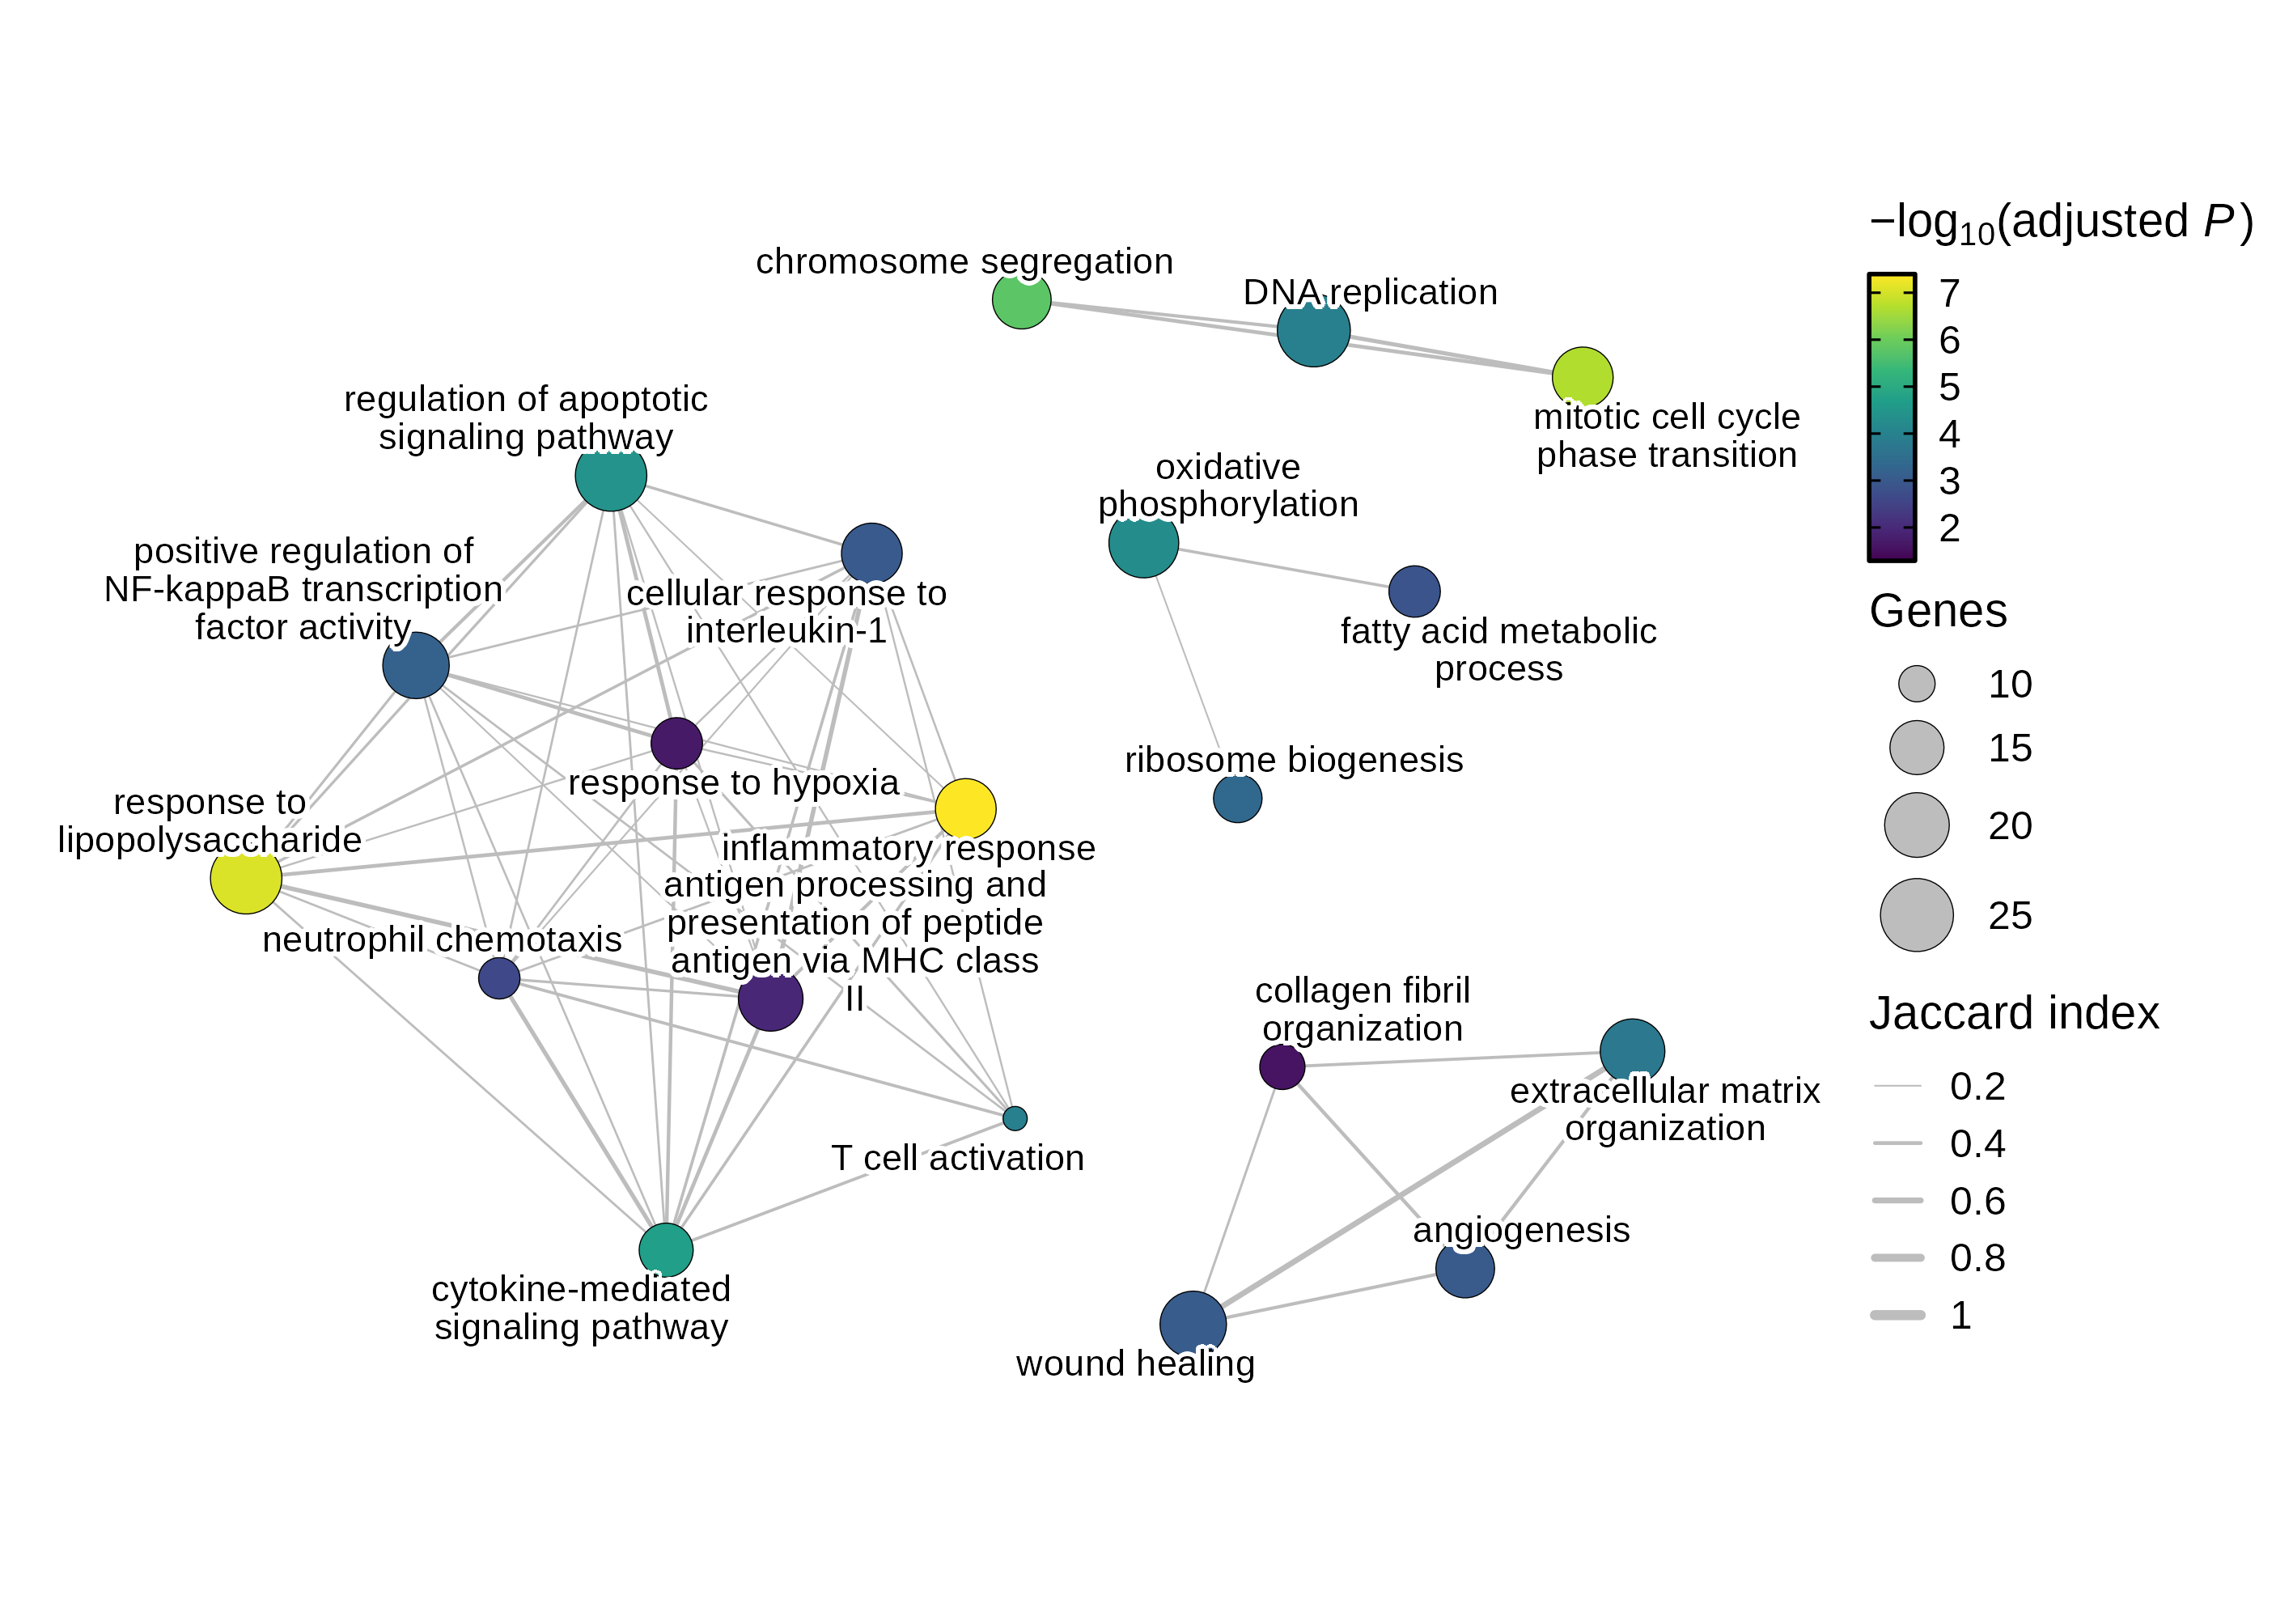 chromosome segregation
DNA replication
mitotic cell cycle
phase transition
regulation of apoptotic
signaling pathway
oxidative
phosphorylation
positive regulation of
NF-kappaB transcription
factor activity
cellular response to
interleukin-1
fatty acid metabolic
process
response to hypoxia
ribosome biogenesis
response to
lipopolysaccharide
inflammatory response
antigen processing and
presentation of peptide
antigen via MHC class
II
neutrophil chemotaxis
T cell activation
cytokine-mediated
signaling pathway
collagen fibril
organization
extracellular matrix
organization
angiogenesis
wound healing
−log10(adjusted P)
7
6
5
4
3
2
Genes
10
15
20
25
Jaccard index
0.2
0.4
0.6
0.8
1